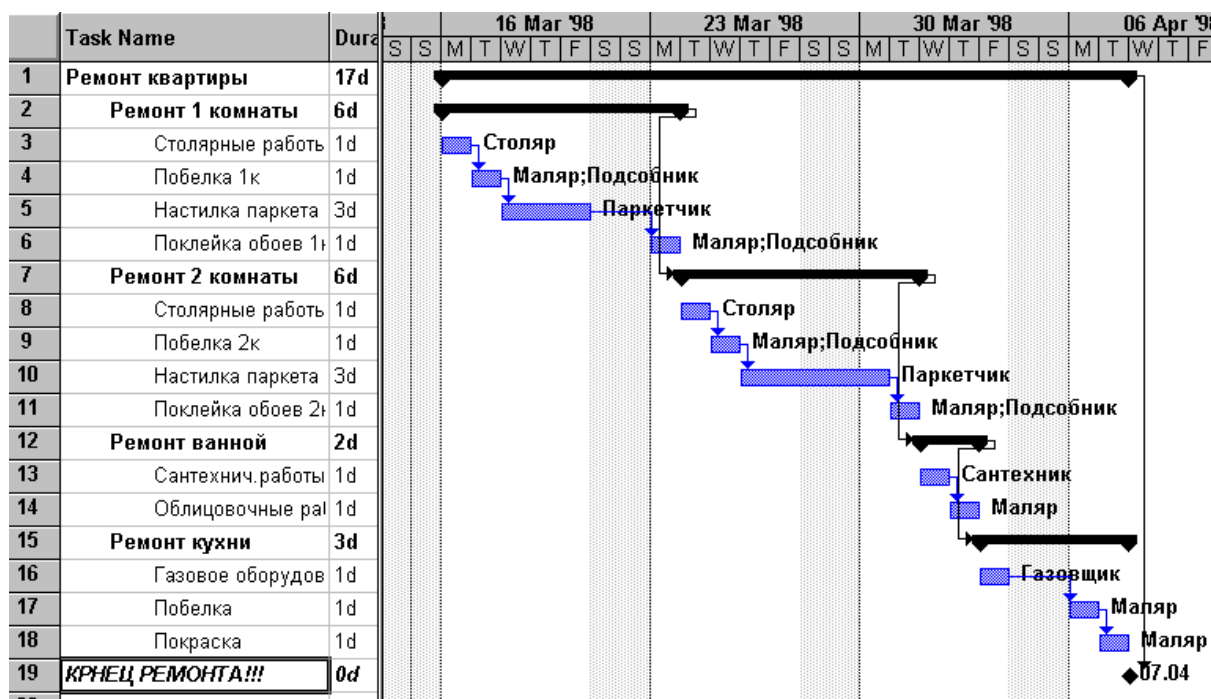 Task Name Dura 16 Mar '98 23 Mar '98 30 Mar '98 06 Apr '9
S S M T W T F S S M T W T F S S M T W T F S S M T W T F
1 Ремонт квартиры 17d
2 Ремонт 1 комнаты 6d
3 Столярные работь 1d Столяр
4 Побелка 1к 1d Маляр;Подсобник
5 Настилка паркета 3d Паркетчик
6 Поклейка обоев 1 1d Маляр;Подсобник
7 Ремонт 2 комнаты 6d
8 Столярные работь 1d Столяр
9 Побелка 2к 1d Маляр;Подсобник
10 Настилка паркета 3d Паркетчик
11 Поклейка обоев 2 1d Маляр;Подсобник
12 Ремонт ванной 2d
13 Сантехнич.работы 1d Сантехник
14 Облицовочные ра 1d Маляр
15 Ремонт кухни 3d
16 Газовое оборудов 1d Газовщик
17 Побелка 1d Маляр
18 Покраска 1d Маляр
19 КРНЕЦ РЕМОНТА!!! 0d 07.04